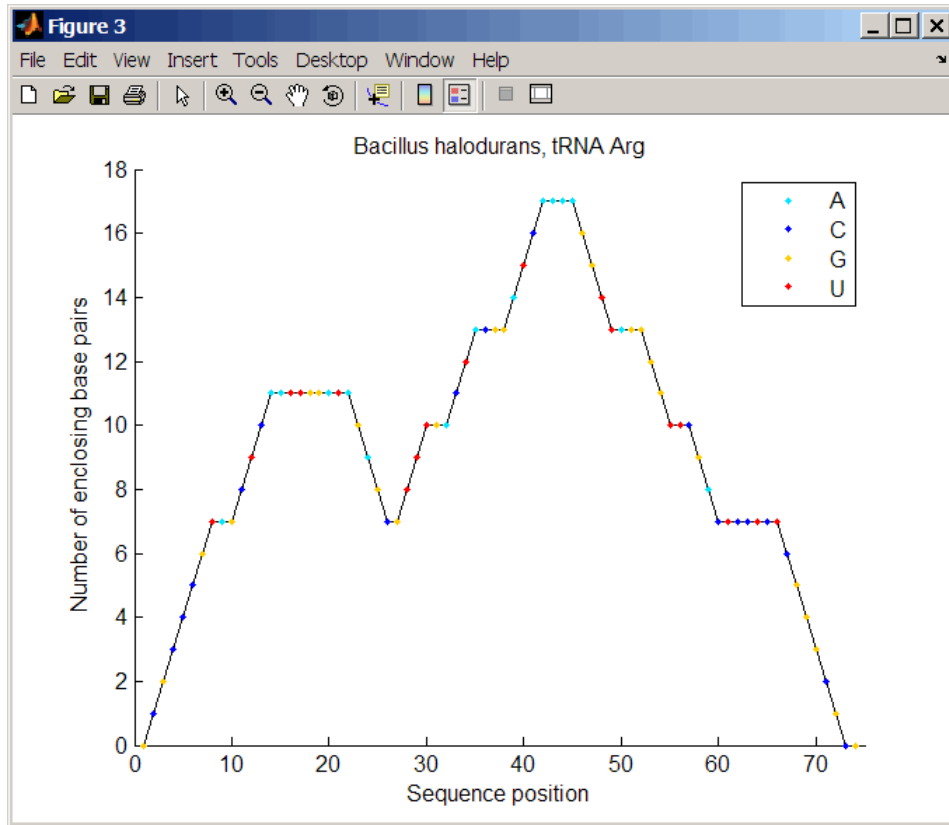 Figure 3
File Edit View Insert Tools Desktop Window Help
Bacillus halodurans, tRNA Arg
18
16
14
12
10
8
6
4
2
0
Number of enclosing base pairs
A
C
G
U
0 10 20 30 40 50 60 70
Sequence position